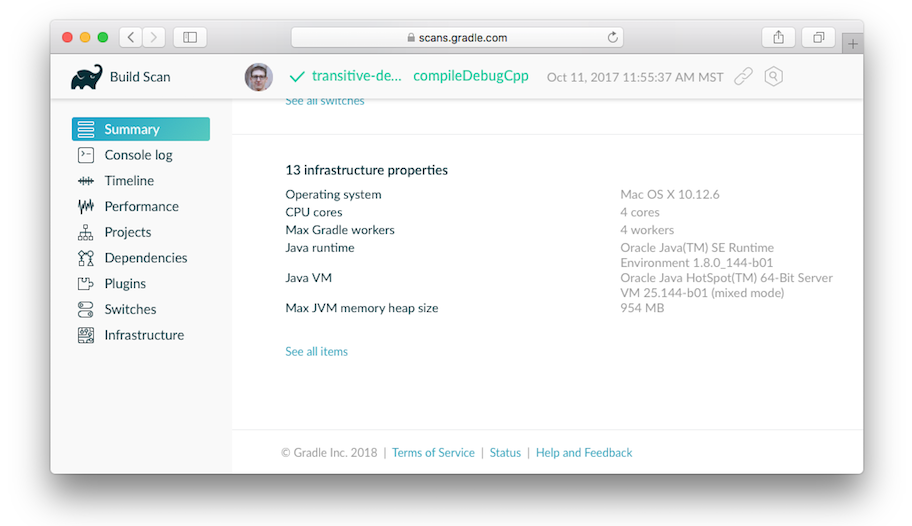 scans.gradle.com
Build Scan
transitive-de... compileDebugCpp Oct 11, 2017 11:55:37 AM MST
See all switches
Summary
Console log
Timeline
Performance
Projects
Dependencies
Plugins
Switches
Infrastructure
13 infrastructure properties
Operating system Mac OS X 10.12.6
CPU cores 4 cores
Max Gradle workers 4 workers
Java runtime Oracle Java(TM) SE Runtime
Environment 1.8.0_144-b01
Java VM Oracle Java HotSpot(TM) 64-Bit Server
VM 25.144-b01 (mixed mode)
Max JVM memory heap size 954 MB
See all items
© Gradle Inc. 2018 | Terms of Service | Status | Help and Feedback